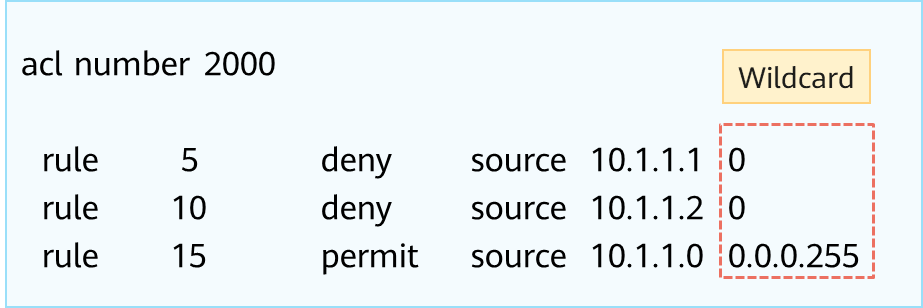 acl number 2000
Wildcard
rule 5 deny source 10.1.1.1 0
rule 10 deny source 10.1.1.2 0
rule 15 permit source 10.1.1.0 0.0.0.255